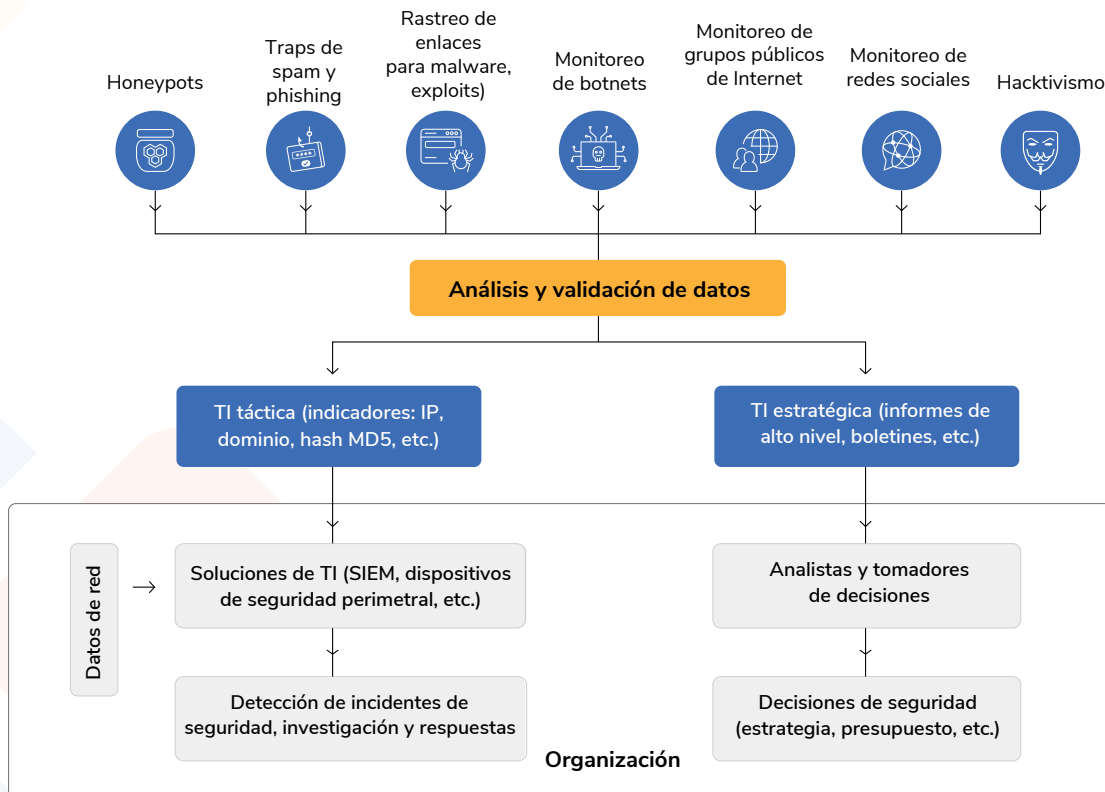 Honeypots
Traps de
spam y
phishing
Rastreo de
enlaces
para malware,
exploits)
Monitoreo
de botnets
Monitoreo de
grupos públicos
de Internet
Monitoreo de
redes sociales
Hacktivismo
Análisis y validación de datos
TI táctica (indicadores: IP,
dominio, hash MD5, etc.)
TI estratégica (informes de
alto nivel, boletines, etc.)
Datos de red
Soluciones de TI (SIEM, dispositivos
de seguridad perimetral, etc.)
Analistas y tomadores
de decisiones
Detección de incidentes de
seguridad, investigación y respuestas
Decisiones de seguridad
(estrategia, presupuesto, etc.)
Organización